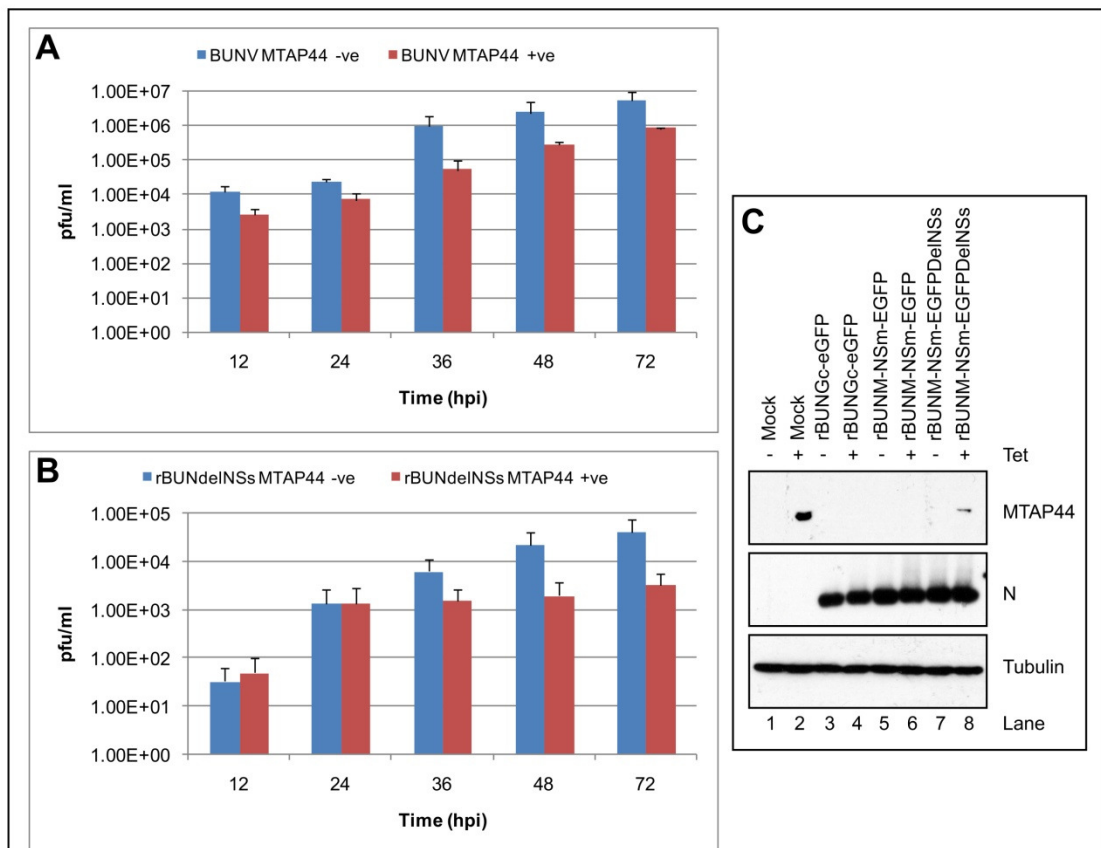 A
BUNV MTAP44 -ve BUNV MTAP44 +ve
1.00E+07
1.00E+06
1.00E+05
1.00E+04
1.00E+03
1.00E+02
1.00E+01
1.00E+00
pfu/ml
12 24 36 48 72
Time (hpi)
B
rBUNdelNSs MTAP44 -ve rBUNdelNSs MTAP44 +ve
1.00E+05
1.00E+04
1.00E+03
1.00E+02
1.00E+01
1.00E+00
pfu/ml
12 24 36 48 72
Time (hpi)
C
Mock
Mock
rBUNGc-eGFP
rBUNGc-eGFP
rBUNM-NSm-EGFP
rBUNM-NSm-EGFP
rBUNM-NSm-EGFPDelNSs
rBUNM-NSm-EGFPDelNSs
- + - + - + - + Tet
MTAP44
N
Tubulin
1 2 3 4 5 6 7 8 Lane